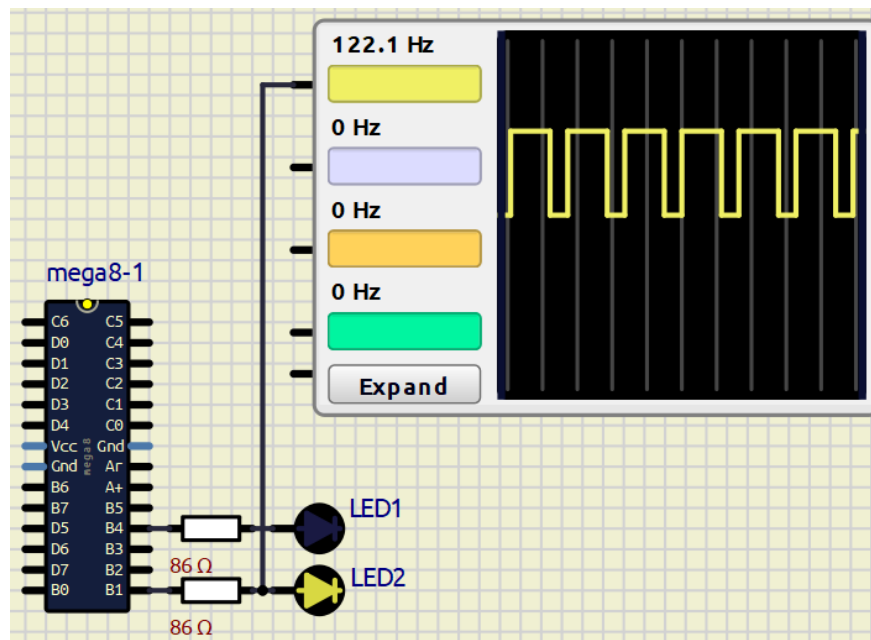 122.1 Hz
0 Hz
0 Hz
0 Hz
Expand
mega8-1
C6 C5
D0 C4
D1 C3
D2 C2
D3 C1
D4 C0
Vcc Gnd
Gnd Ar
B6 A+
B7 B5
D5 B4
D6 B3
D7 B2
B0 B1
mega8
LED1
86 Ω
LED2
86 Ω